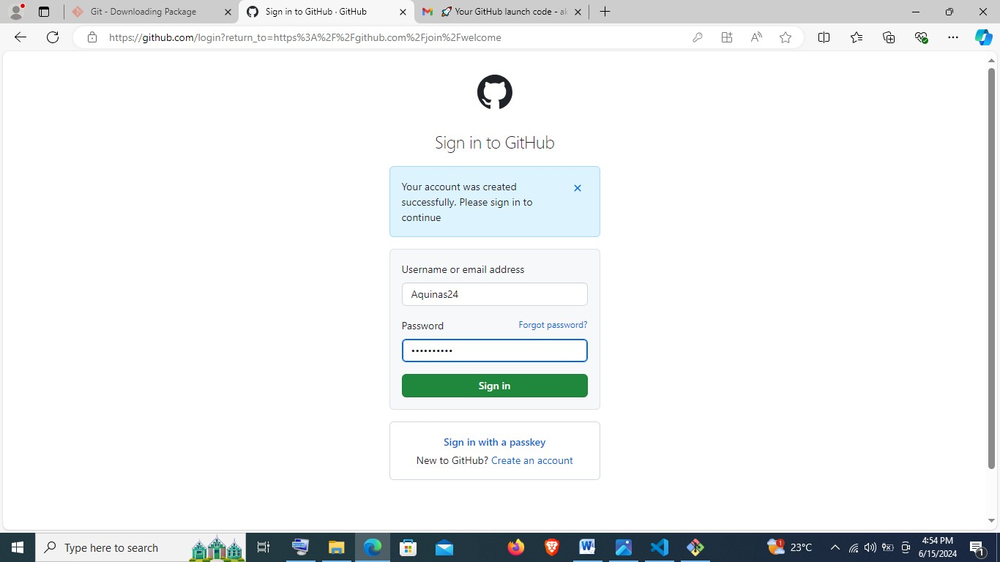 Git - Downloading Package
Sign in to GitHub · GitHub
🚀 Your GitHub launch code - a
https://github.com/login?return_to=https%3A%2F%2Fgithub.com%2Fjoin%2Fwelcome
Sign in to GitHub
Your account was created
successfully. Please sign in to
continue
Username or email address
Aquinas24
Password
Forgot password?
••••••••••
Sign in
Sign in with a passkey
New to GitHub? Create an account
Type here to search
1
23°C
4:54 PM
6/15/2024
1